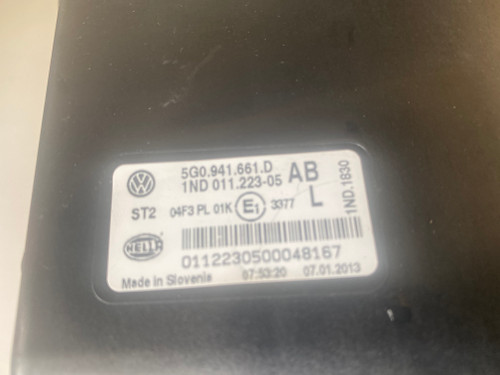 5G0.941.661.D
1ND 011.223-05 AB
ST2 04F3 PL 01K E1 3377 L
1ND.1830
HELLA
0112230500048167
Made in Slovenia 07:53:20 07.01.2013